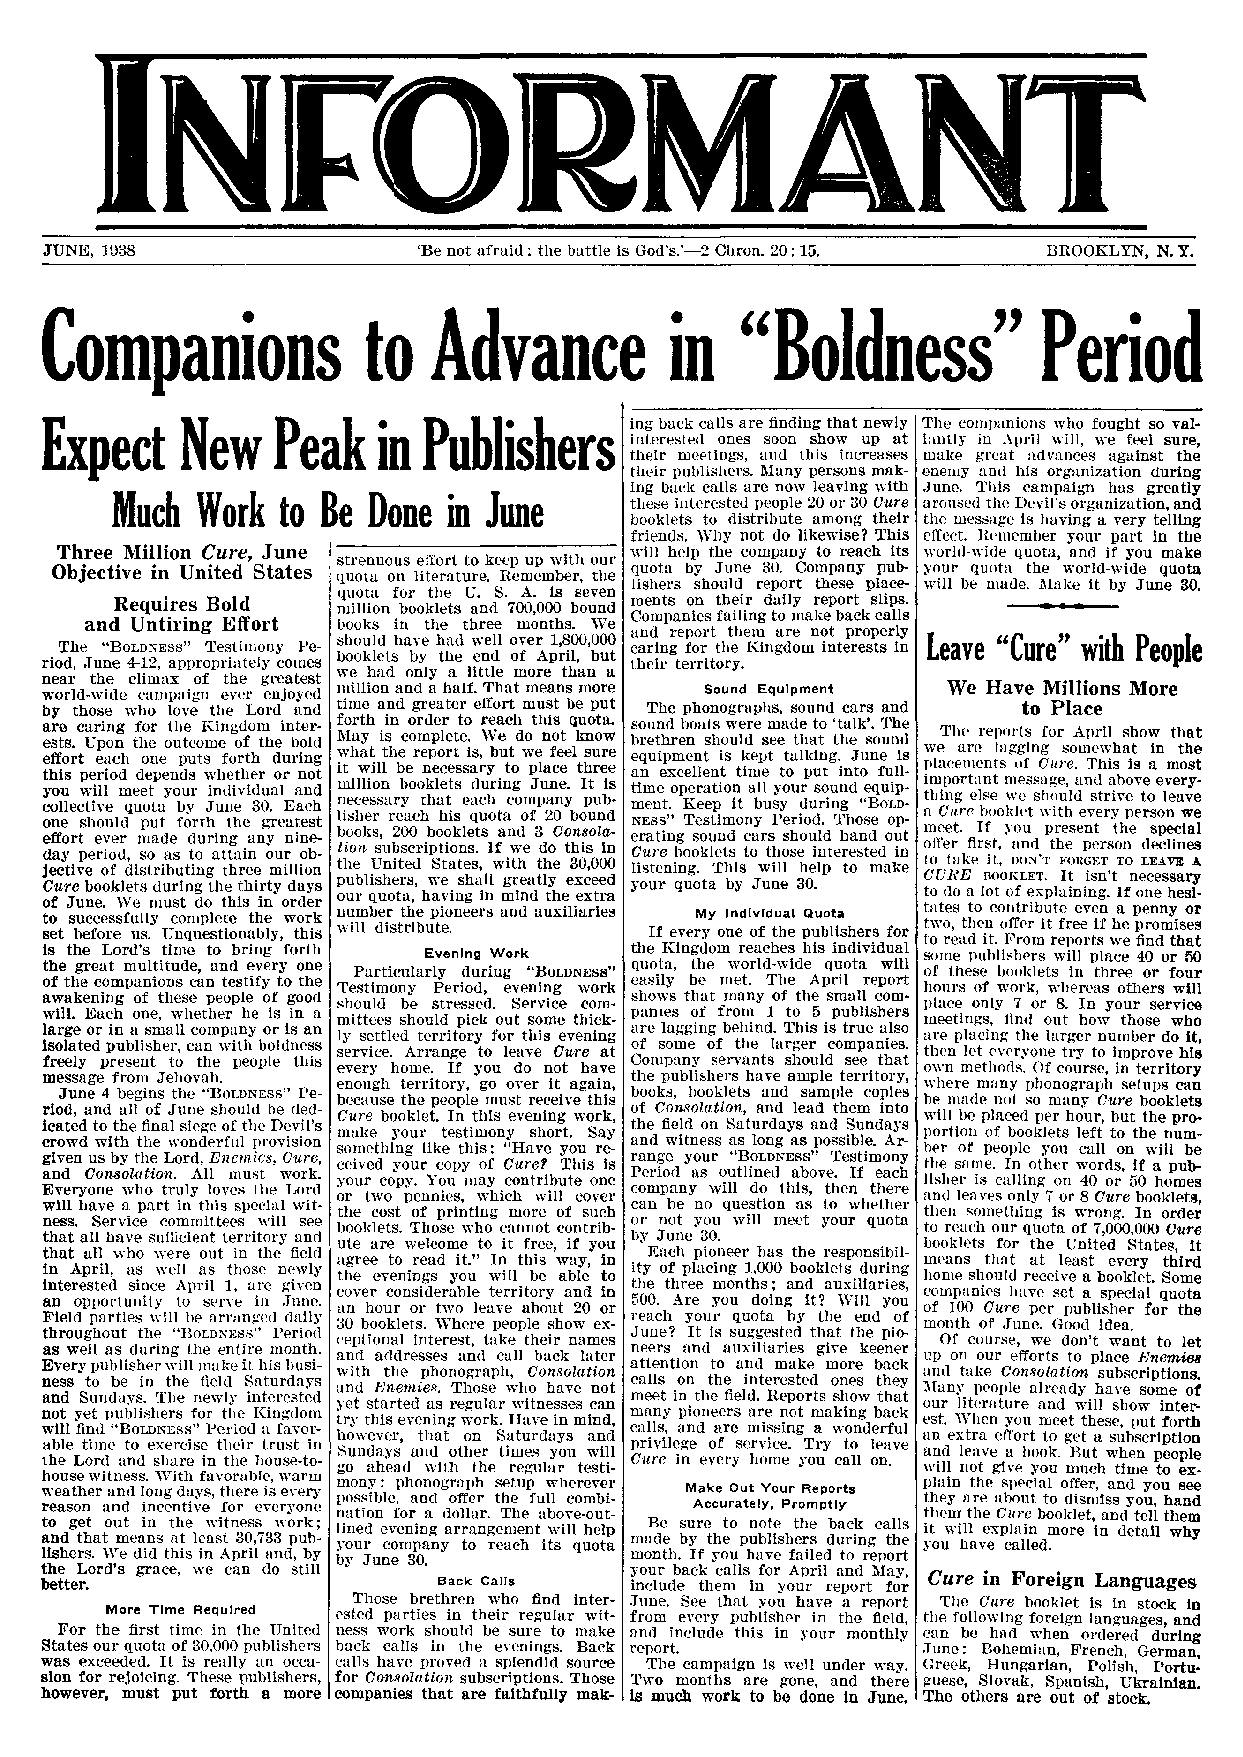 INFORMANT
JUNE, 1938
'Be not afraid: the battle is God's.'—2 Chron. 20:15.
BROOKLYN, N. Y.
Companions to Advance in “Boldness” Period
Expect New Peak in Publishers
Much Work to Be Done in June
Three Million Cure, June
Objective in United States
Requires Bold
and Untiring Effort
The “BOLDNESS” Testimony Pe-
riod, June 4-12, appropriately comes
near the climax of the greatest
world-wide campaign ever enjoyed
by those who love the Lord and
are caring for the Kingdom inter-
ests. Upon the outcome of the bold
effort each one puts forth during
this period depends whether or not
you will meet your individual and
collective quota by June 30. Each
one should put forth the greatest
effort ever made during any nine-
day period, so as to attain our ob-
jective of distributing three million
Cure booklets during the thirty days
of June. We must do this in order
to successfully complete the work
set before us. Unquestionably, this
is the Lord's time to bring forth
the great multitude, and every one
of the companions can testify to the
awakening of these people of good
will. Each one, whether he is in a
large or in a small company or is an
isolated publisher, can with boldness
freely present to the people this
message from Jehovah.
June 4 begins the “BOLDNESS” Pe-
riod, and all of June should be ded-
icated to the final siege of the Devil's
crowd with the wonderful provision
given us by the Lord, Enemies, Cure,
and Consolation. All must work.
Everyone who truly loves the Lord
will have a part in this special wit-
ness. Service committees will see
that all have sufficient territory and
that all who were out in the field
in April, as well as those newly
interested since April 1, are given
an opportunity to serve in June.
Field parties will be arranged daily
throughout the “BOLDNESS” Period
as well as during the entire month.
Every publisher will make it his busi-
ness to be in the field Saturdays
and Sundays. The newly interested
not yet publishers for the Kingdom
will find “BOLDNESS” Period a favor-
able time to exercise their trust in
the Lord and share in the house-to-
house witness. With favorable, warm
weather and long days, there is every
reason and incentive for everyone
to get out in the witness work;
and that means at least 30,733 pub-
lishers. We did this in April and, by
the Lord's grace, we can do still
better.
More Time Required
For the first time in the United
States our quota of 30,000 publishers
was exceeded. It is really an occa-
sion for rejoicing. These publishers,
however, must put forth a more
strenuous effort to keep up with our
quota on literature. Remember, the
quota for the U. S. A. is seven
million booklets and 700,000 bound
books in the three months. We
should have had well over 1,800,000
booklets by the end of April, but
we had only a little more than a
million and a half. That means more
time and greater effort must be put
forth in order to reach this quota.
May is complete. We do not know
what the report is, but we feel sure
it will be necessary to place three
million booklets during June. It is
necessary that each company pub-
lisher reach his quota of 20 bound
books, 200 booklets and 3 Consola-
tion subscriptions. If we do this in
the United States, with the 30,000
publishers, we shall greatly exceed
our quota, having in mind the extra
number the pioneers and auxiliaries
will distribute.
Evening Work
Particularly during “BOLDNESS”
Testimony Period, evening work
should be stressed. Service com-
mittees should pick out some thick-
ly settled territory for this evening
service. Arrange to leave Cure at
every home. If you do not have
enough territory, go over it again,
because the people must receive this
Cure booklet. In this evening work,
make your testimony short. Say
something like this: “Have you re-
ceived your copy of Cure? This is
your copy. You may contribute one
or two pennies, which will cover
the cost of printing more of such
booklets. Those who cannot contrib-
ute are welcome to it free, if you
agree to read it.” In this way, in
the evenings you will be able to
cover considerable territory and in
an hour or two leave about 20 or
30 booklets. Where people show ex-
ceptional interest, take their names
and addresses and call back later
with the phonograph, Consolation
and Enemies. Those who have not
yet started as regular witnesses can
try this evening work. Have in mind,
however, that on Saturdays and
Sundays and other times you will
go ahead with the regular testi-
mony: phonograph setup wherever
possible, and offer the full combi-
nation for a dollar. The above-out-
lined evening arrangement will help
your company to reach its quota
by June 30.
Back Calls
Those brethren who find inter-
ested parties in their regular wit-
ness work should be sure to make
back calls in the evenings. Back
calls have proved a splendid source
for Consolation subscriptions. Those
companies that are faithfully mak-
ing back calls are finding that newly
interested ones soon show up at
their meetings, and this increases
their publishers. Many persons mak-
ing back calls are now leaving with
these interested people 20 or 30 Cure
booklets to distribute among their
friends. Why not do likewise? This
will help the company to reach its
quota by June 30. Company pub-
lishers should report these place-
ments on their daily report slips.
Companies failing to make back calls
and report them are not properly
caring for the Kingdom interests in
their territory.
Sound Equipment
The phonographs, sound cars and
sound boats were made to ‘talk’. The
brethren should see that the sound
equipment is kept talking. June is
an excellent time to put into full-
time operation all your sound equip-
ment. Keep it busy during “BOLD-
NESS” Testimony Period. Those op-
erating sound cars should hand out
Cure booklets to those interested in
listening. This will help to make
your quota by June 30.
My Individual Quota
If every one of the publishers for
the Kingdom reaches his individual
quota, the world-wide quota will
easily be met. The April report
shows that many of the small com-
panies of from 1 to 5 publishers
are lagging behind. This is true also
of some of the larger companies.
Company servants should see that
the publishers have ample territory,
books, booklets and sample copies
of Consolation, and lead them into
the field on Saturdays and Sundays
and witness as long as possible. Ar-
range your “BOLDNESS” Testimony
Period as outlined above. If each
company will do this, then there
can be no question as to whether
or not you will meet your quota
by June 30.
Each pioneer has the responsibil-
ity of placing 1,000 booklets during
the three months; and auxiliaries,
500. Are you doing it? Will you
reach your quota by the end of
June? It is suggested that the pio-
neers and auxiliaries give keener
attention to and make more back
calls on the interested ones they
meet in the field. Reports show that
many pioneers are not making back
calls, and are missing a wonderful
privilege of service. Try to leave
Cure in every home you call on.
Make Out Your Reports
Accurately, Promptly
Be sure to note the back calls
made by the publishers during the
month. If you have failed to report
your back calls for April and May,
include them in your report for
June. See that you have a report
from every publisher in the field,
and include this in your monthly
report.
The campaign is well under way.
Two months are gone, and there
is much work to be done in June.
The companions who fought so val-
iantly in April will, we feel sure,
make great advances against the
enemy and his organization during
June. This campaign has greatly
aroused the Devil's organization, and
the message is having a very telling
effect. Remember your part in the
world-wide quota, and if you make
your quota the world-wide quota
will be made. Make it by June 30.
Leave “Cure” with People
We Have Millions More
to Place
The reports for April show that
we are lagging somewhat in the
placements of Cure. This is a most
important message, and above every-
thing else we should strive to leave
a Cure booklet with every person we
meet. If you present the special
offer first, and the person declines
to take it, DON'T FORGET TO LEAVE A
CURE BOOKLET. It isn't necessary
to do a lot of explaining. If one hesi-
tates to contribute even a penny or
two, then offer it free if he promises
to read it. From reports we find that
some publishers will place 40 or 50
of these booklets in three or four
hours of work, whereas others will
place only 7 or 8. In your service
meetings, find out how those who
are placing the larger number do it,
then let everyone try to improve his
own methods. Of course, in territory
where many phonograph setups can
be made not so many Cure booklets
will be placed per hour, but the pro-
portion of booklets left to the num-
ber of people you call on will be
the same. In other words, if a pub-
lisher is calling on 40 or 50 homes
and leaves only 7 or 8 Cure booklets,
then something is wrong. In order
to reach our quota of 7,000,000 Cure
booklets for the United States, it
means that at least every third
home should receive a booklet. Some
companies have set a special quota
of 100 Cure per publisher for the
month of June. Good idea.
Of course, we don't want to let
up on our efforts to place Enemies
and take Consolation subscriptions.
Many people already have some of
our literature and will show inter-
est. When you meet these, put forth
an extra effort to get a subscription
and leave a book. But when people
will not give you much time to ex-
plain the special offer, and you see
they are about to dismiss you, hand
them the Cure booklet, and tell them
it will explain more in detail why
you have called.
Cure in Foreign Languages
The Cure booklet is in stock in
the following foreign languages, and
can be had when ordered during
June: Bohemian, French, German,
Greek, Hungarian, Polish, Portu-
guese, Slovak, Spanish, Ukrainian.
The others are out of stock.